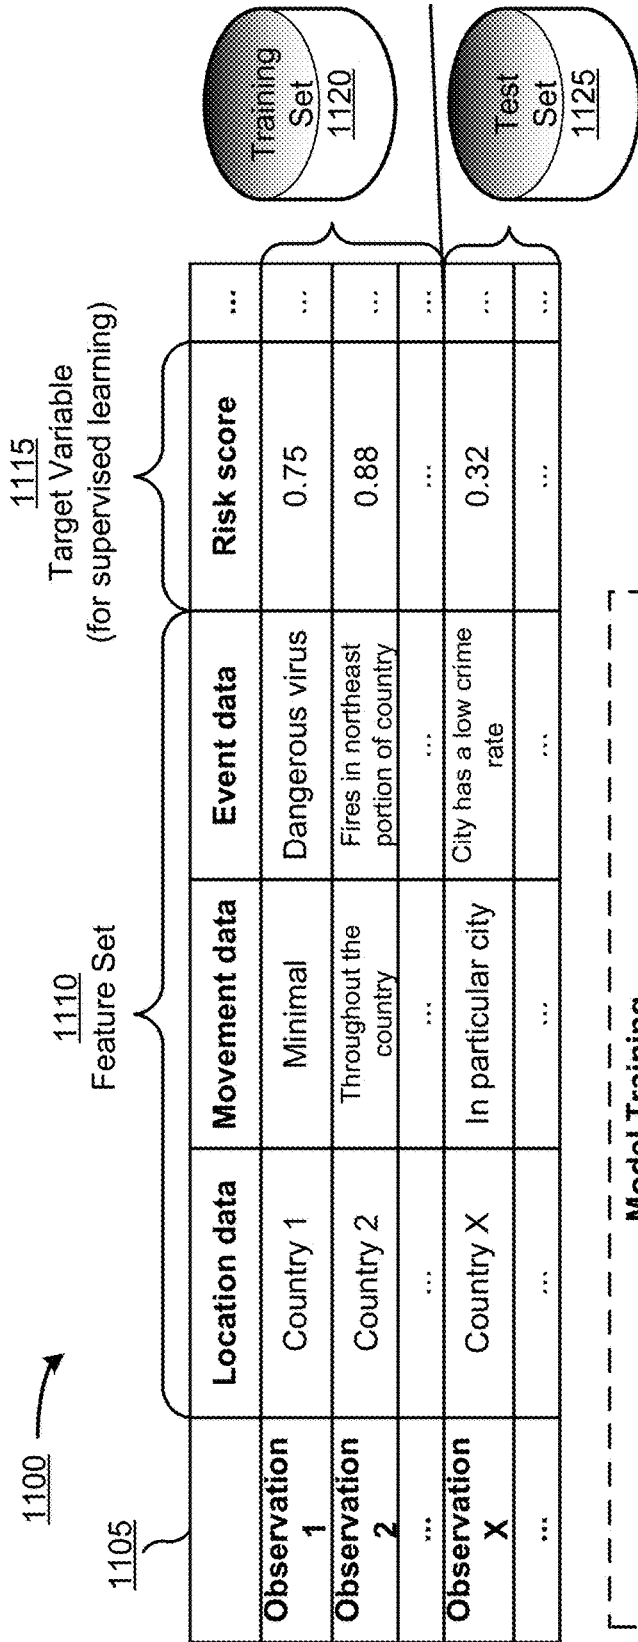 1100
1105
1110
Feature Set
1115
Target Variable
(for supervised learning)
Location data
Movement data
Event data
Risk score
...
Observation
1
Country 1
Minimal
Dangerous virus
0.75
...
Observation
2
Country 2
Throughout the
country
Fires in northeast
portion of country
0.88
...
...
...
...
...
...
...
Observation
X
Country X
In particular city
City has a low crime
rate
0.32
...
...
...
...
...
...
...
Training
Set
1120
Test
Set
1125
Model Training